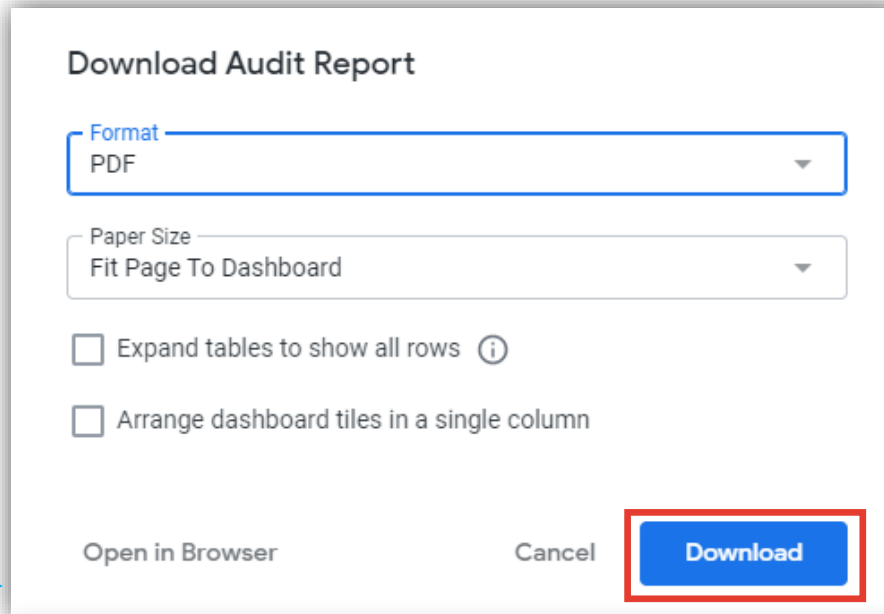 Download Audit Report
Format
PDF
Paper Size
Fit Page To Dashboard
Expand tables to show all rows
Arrange dashboard tiles in a single column
Open in Browser Cancel Download